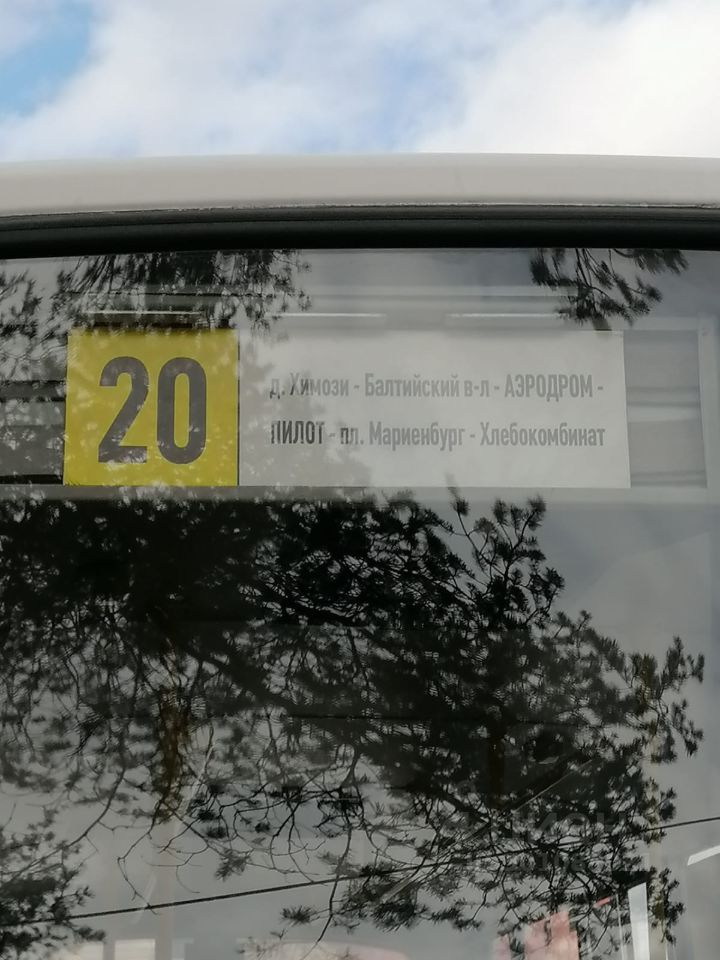 20
д. Химози - Балтийский в-л - АЭРОДРОМ -
ПИЛОТ - пл. Мариенбург - Хлебокомбинат